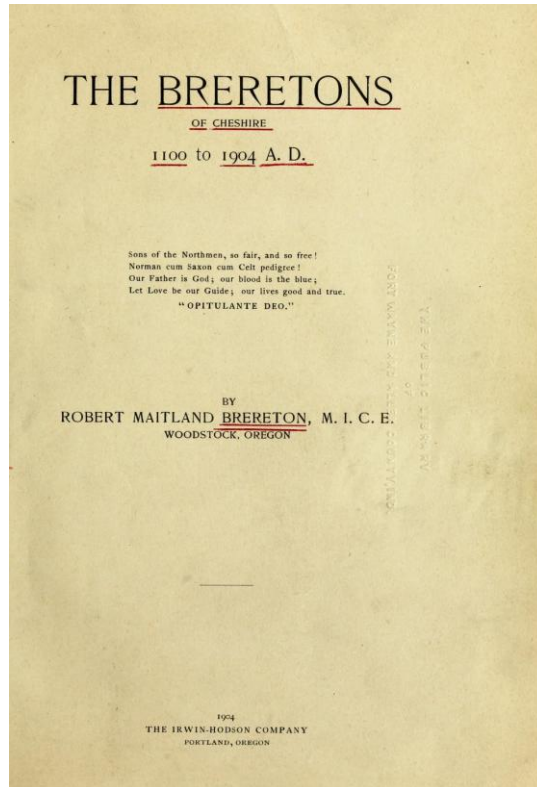 THE BRERETONS
OF CHESHIRE
1100 to 1904 A. D.
Sons of the Northmen, so fair, and so free!
Norman cum Saxon cum Celt pedigree!
Our Father is God; our blood is the blue;
Let Love be our Guide; our lives good and true.
"OPITULANTE DEO."
BY
ROBERT MAITLAND BRERETON, M. I. C. E.
WOODSTOCK, OREGON
1904
THE IRWIN-HODSON COMPANY
PORTLAND, OREGON